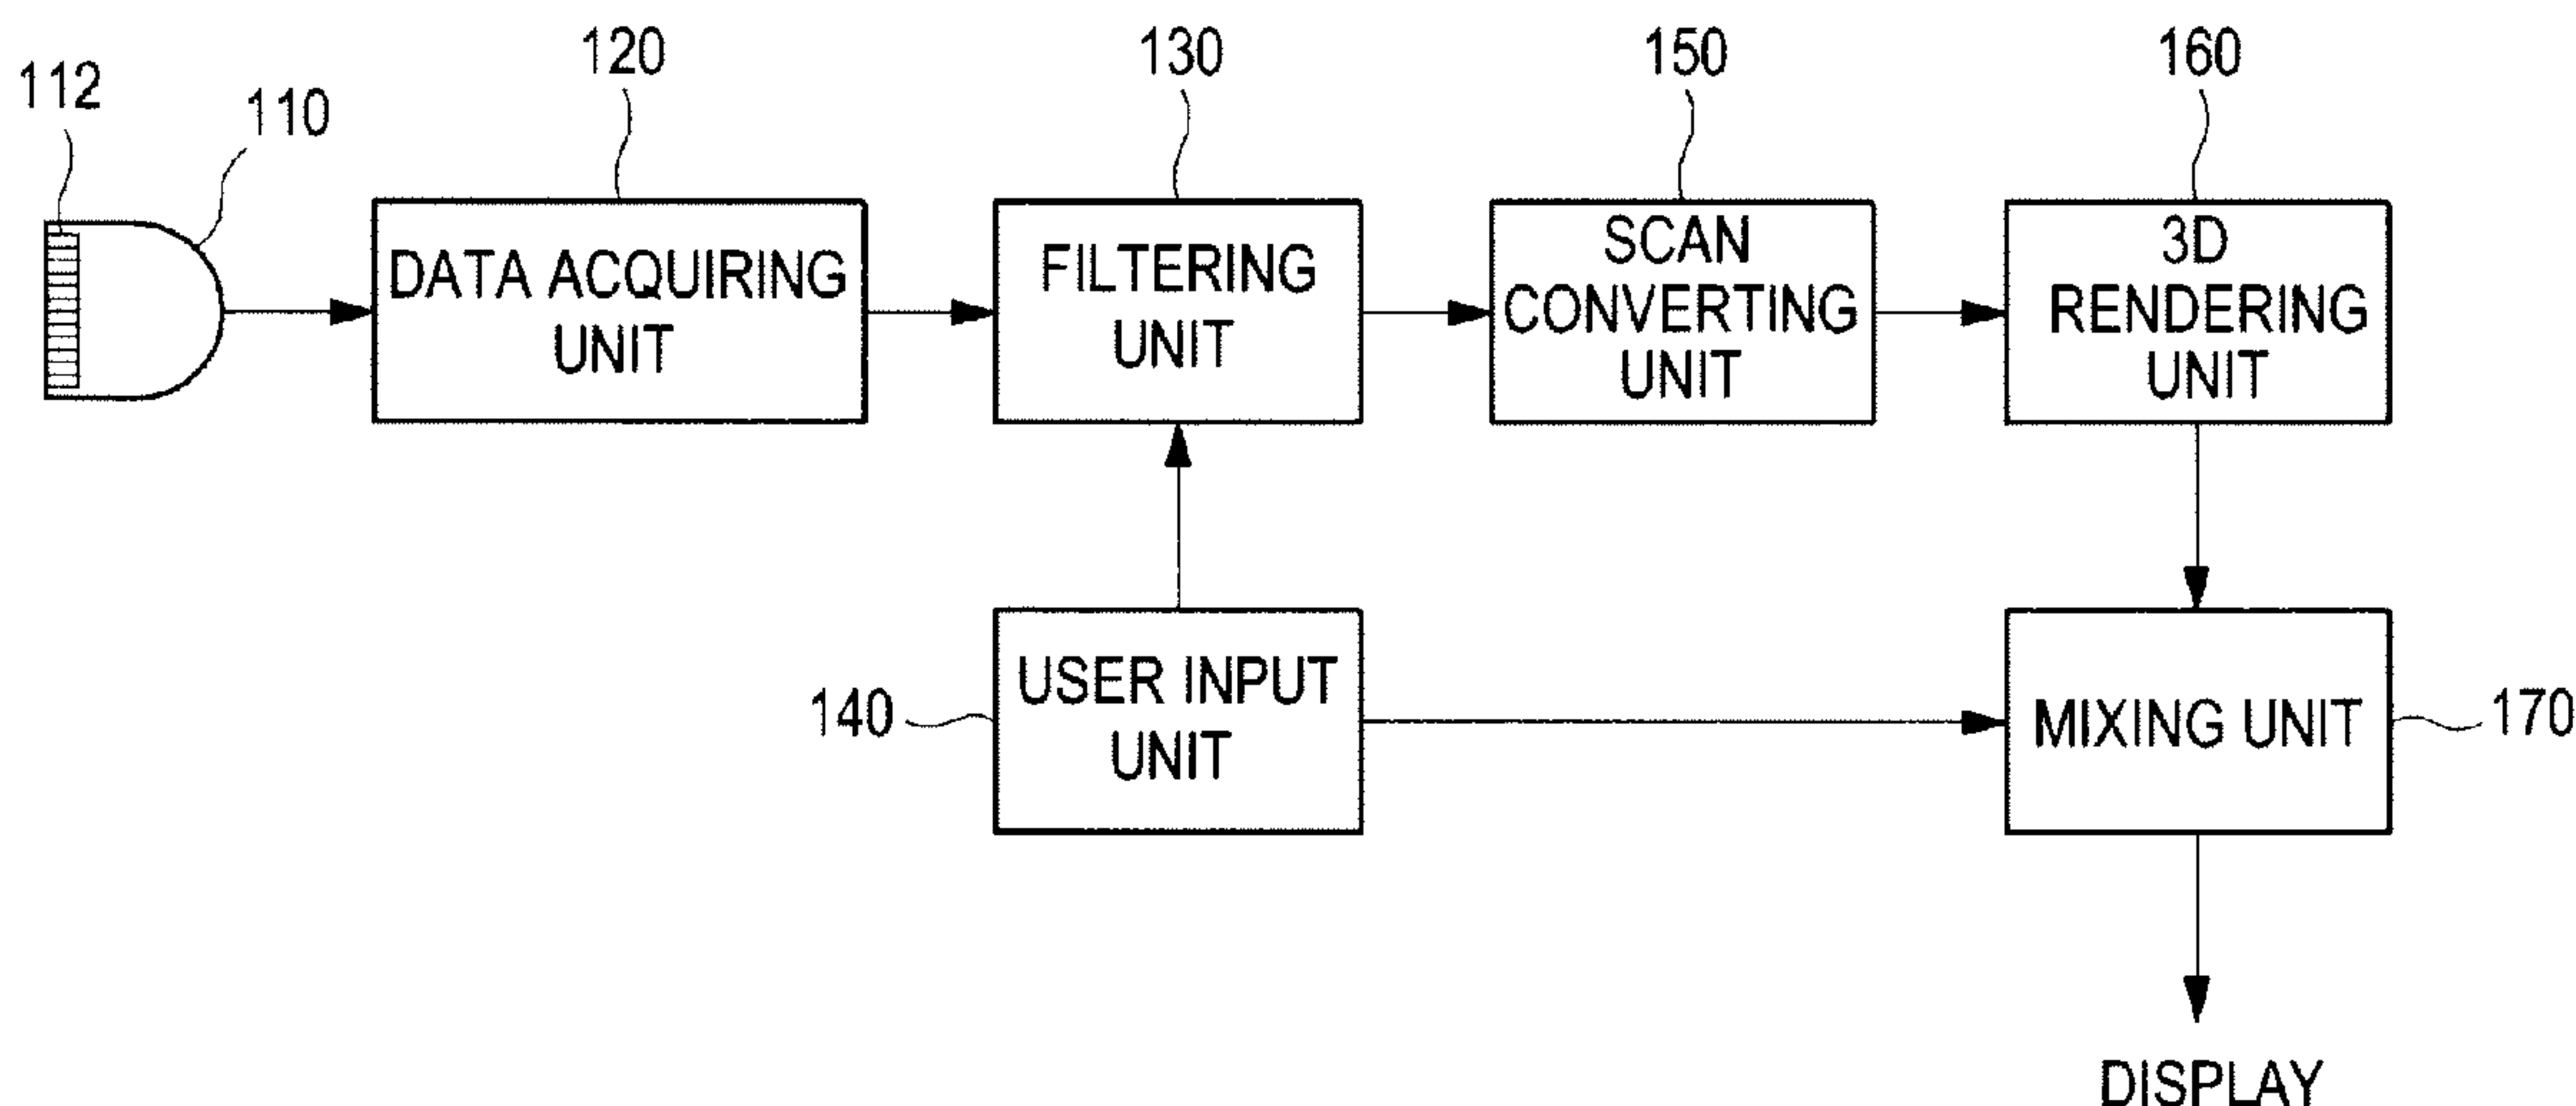 112
110
120
130
150
160
DATA ACQUIRING
UNIT
FILTERING
UNIT
SCAN
CONVERTING
UNIT
3D
RENDERING
UNIT
140
USER INPUT
UNIT
MIXING UNIT
170
DISPLAY